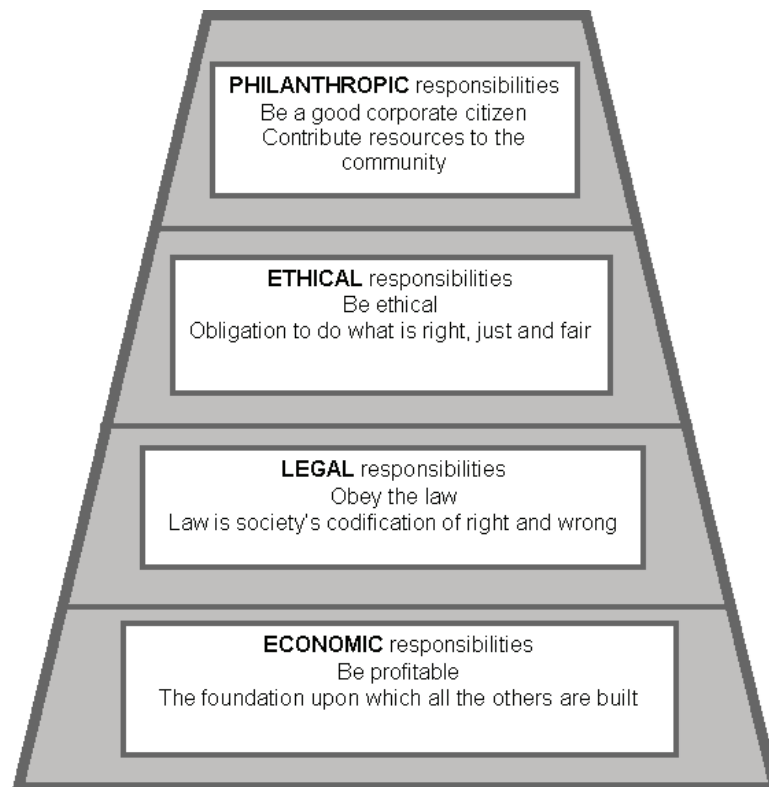 PHILANTHROPIC responsibilities
Be a good corporate citizen
Contribute resources to the
community
ETHICAL responsibilities
Be ethical
Obligation to do what is right, just and fair
LEGAL responsibilities
Obey the law
Law is society's codification of right and wrong
ECONOMIC responsibilities
Be profitable
The foundation upon which all the others are built